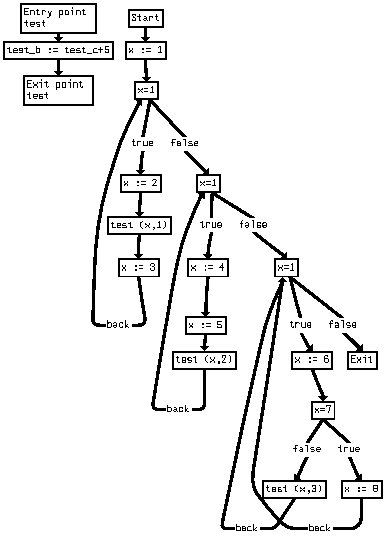 Entry point
test
test_b := test_c+5
Exit point
test
Start
x := 1
x=1
true
false
x := 2
test (x,1)
x := 3
back
x=1
true
false
x := 4
x := 5
test (x,2)
back
x=1
true
false
x := 6
Exit
x=7
false
true
test (x,3)
x := 8
back
back